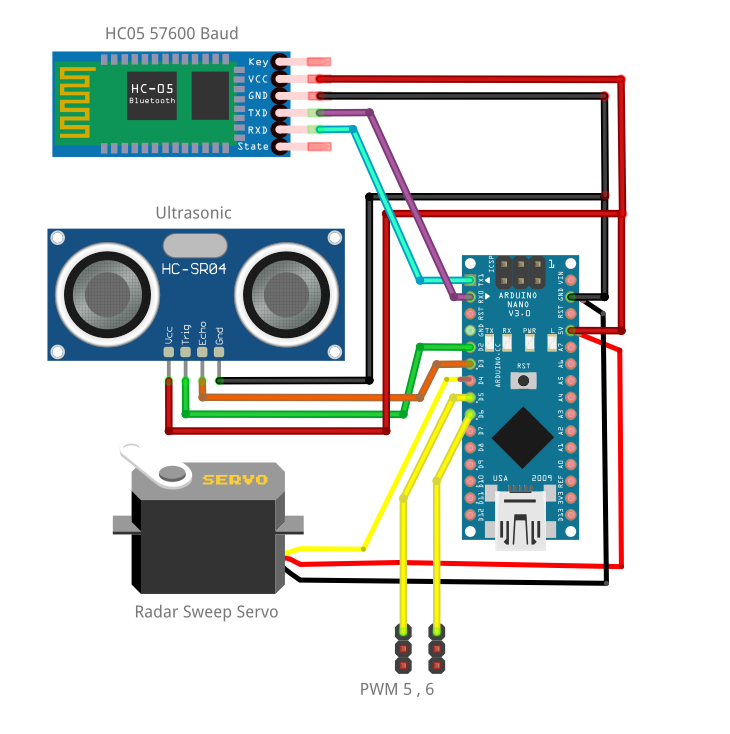 HC05 57600 Baud
Key
VCC
GND
TXD
RXD
State
HC-05
Bluetooth
Ultrasonic
HC-SR04
Vcc
Trig
Echo
Gnd
ICSP
1
ARDUINO
NANO
V3.0
TX RX PWR L
RST
ARDUINO.CC
USA 2009
TX1
RX0
RST
GND
D2
D3
D4
D5
D6
D7
D8
D9
D10
D11
D12
VIN
GND
RST
5V
A7
A6
A5
A4
A3
A2
A1
A0
REF
3V3
D13
SERVO
Radar Sweep Servo
PWM 5 , 6